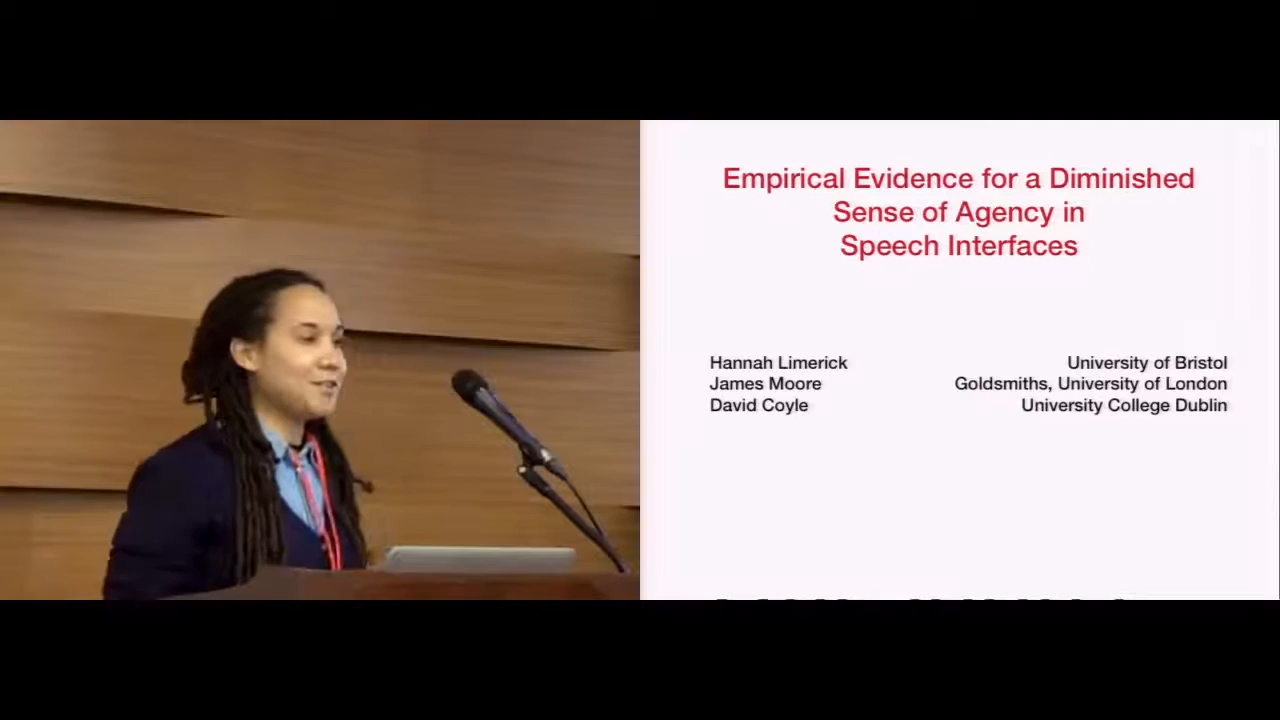 Empirical Evidence for a Diminished
Sense of Agency in
Speech Interfaces
Hannah Limerick University of Bristol
James Moore Goldsmiths, University of London
David Coyle University College Dublin